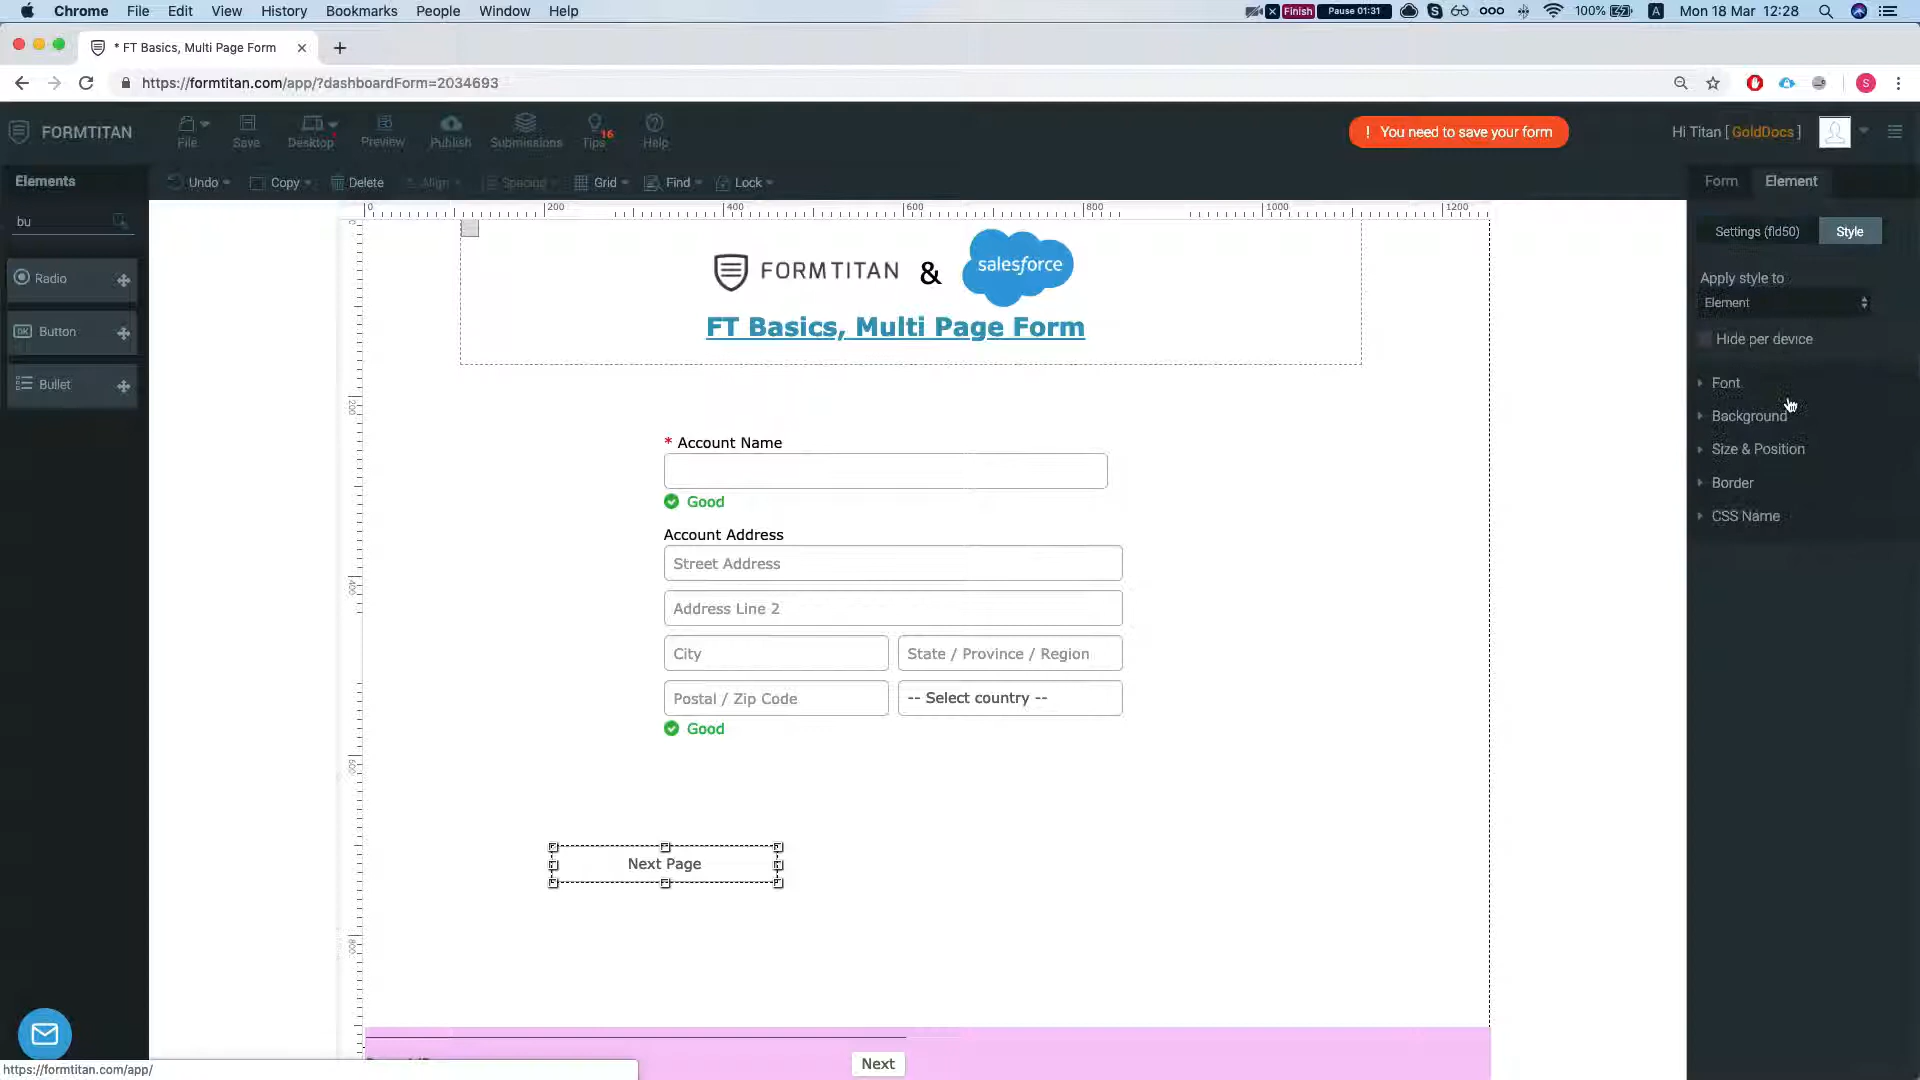 Chrome File Edit View History Bookmarks People Window Help
Finish Pause 01:31 100% A Mon 18 Mar 12:28
* FT Basics, Multi Page Form
https://formtitan.com/app/?dashboardForm=2034693
S
FORMTITAN
File Save Desktop Preview Publish Submissions Tips 16 Help
! You need to save your form
Hi Titan [ GoldDocs ]
Elements
Undo Copy Delete Align Spacing Grid Find Lock
Form Element
bu
0 200 400 600 800 1000 1200
Settings (fld50) Style
Radio
Button
Bullet
FORMTITAN & salesforce
FT Basics, Multi Page Form
Apply style to
Element
Hide per device
Font
Background
Size & Position
Border
CSS Name
200
* Account Name
Good
Account Address
Street Address
400
Address Line 2
City State / Province / Region
Postal / Zip Code -- Select country --
Good
600
Next Page
800
Next
https://formtitan.com/app/